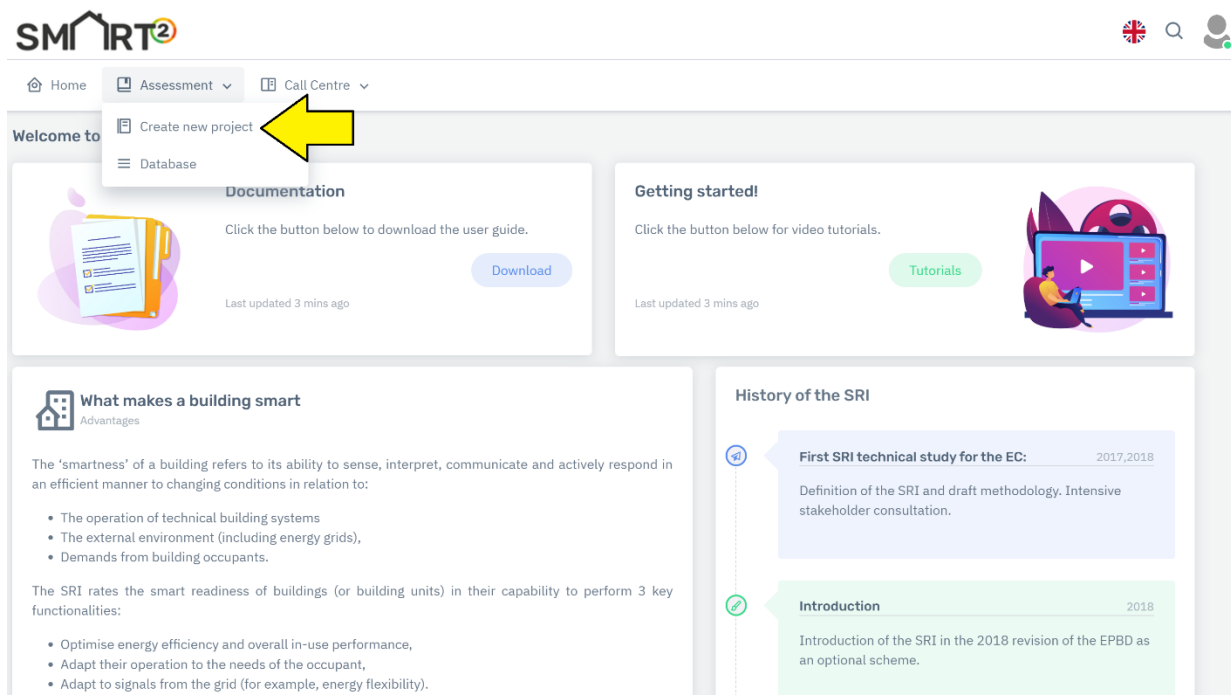 SMART2
Home
Assessment
Call Centre
Create new project
Database
Welcome to
Documentation
Click the button below to download the user guide.
Download
Last updated 3 mins ago
Getting started!
Click the button below for video tutorials.
Tutorials
Last updated 3 mins ago
What makes a building smart
Advantages
The ‘smartness’ of a building refers to its ability to sense, interpret, communicate and actively respond in
an efficient manner to changing conditions in relation to:
• The operation of technical building systems
• The external environment (including energy grids),
• Demands from building occupants.
The SRI rates the smart readiness of buildings (or building units) in their capability to perform 3 key
functionalities:
• Optimise energy efficiency and overall in-use performance,
• Adapt their operation to the needs of the occupant,
• Adapt to signals from the grid (for example, energy flexibility).
History of the SRI
First SRI technical study for the EC: 2017,2018
Definition of the SRI and draft methodology. Intensive
stakeholder consultation.
Introduction 2018
Introduction of the SRI in the 2018 revision of the EPBD as
an optional scheme.